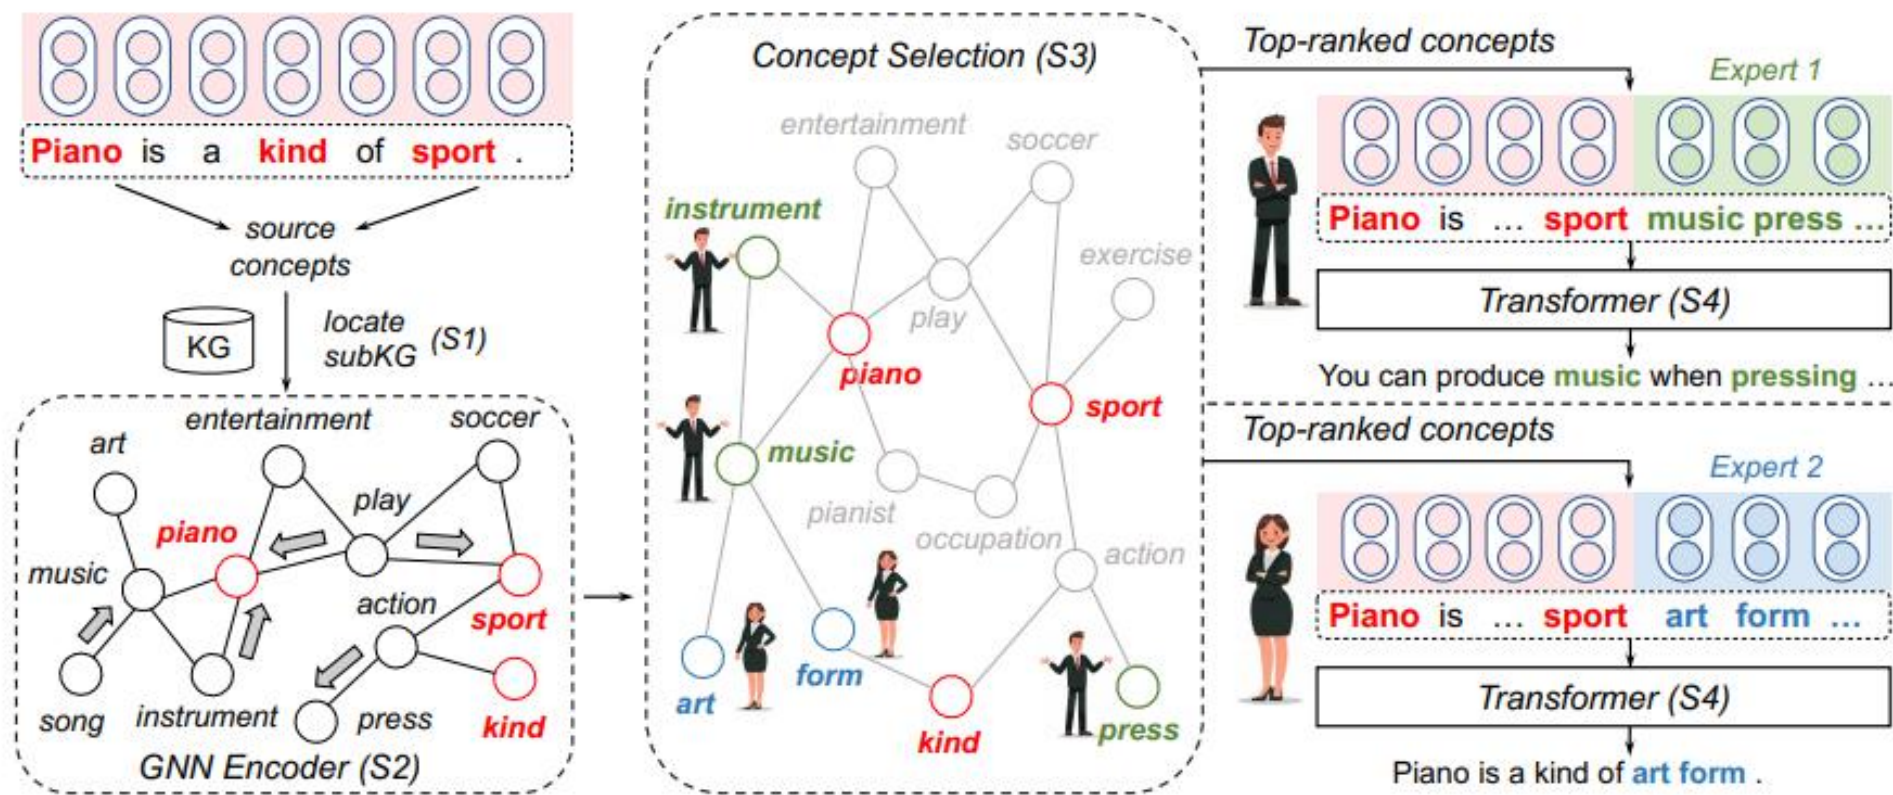 Piano is a kind of sport .
source
concepts
KG
locate
subKG
(S1)
entertainment
soccer
art
play
piano
music
action
sport
song
instrument
press
kind
GNN Encoder (S2)
Concept Selection (S3)
entertainment
soccer
instrument
exercise
play
piano
sport
music
pianist
occupation
action
form
art
kind
press
Top-ranked concepts
Expert 1
Piano is ... sport music press ...
Transformer (S4)
You can produce music when pressing ...
Top-ranked concepts
Expert 2
Piano is ... sport art form ...
Transformer (S4)
Piano is a kind of art form .